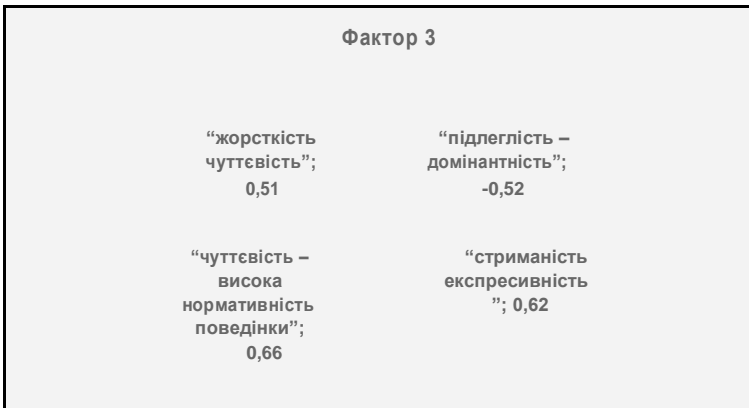 Фактор 3
“жорсткість
чуттєвість”;
0,51
“підлеглість –
домінантність”;
-0,52
“чуттєвість –
висока
нормативність
поведінки”;
0,66
“стриманість
експресивність
”; 0,62